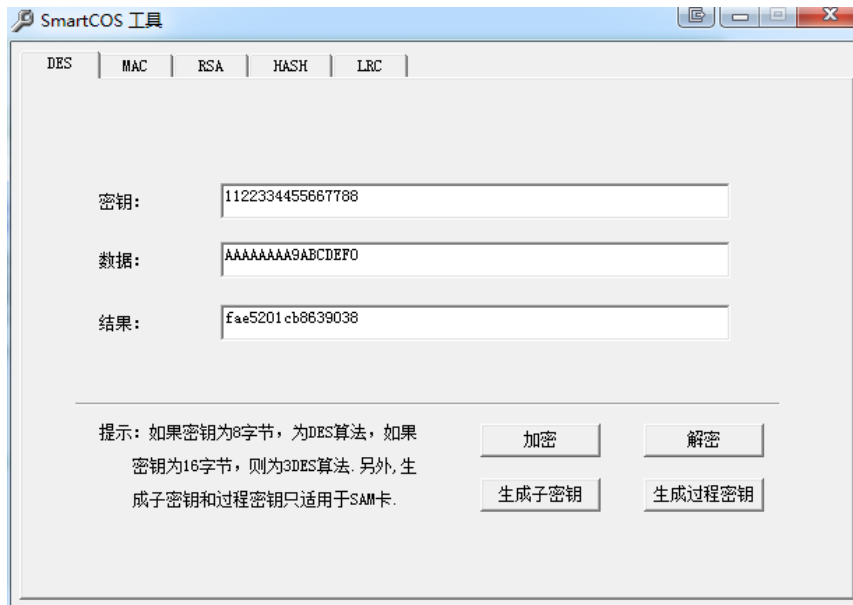 SmartCOS 工具
DES MAC RSA HASH LRC
密钥: 1122334455667788
数据: AAAAAAAA9ABCDEF0
结果: fae5201cb8639038
提示: 如果密钥为8字节, 为DES算法, 如果
密钥为16字节, 则为3DES算法. 另外, 生
成子密钥和过程密钥只适用于SAM卡.
加密 解密
生成子密钥 生成过程密钥